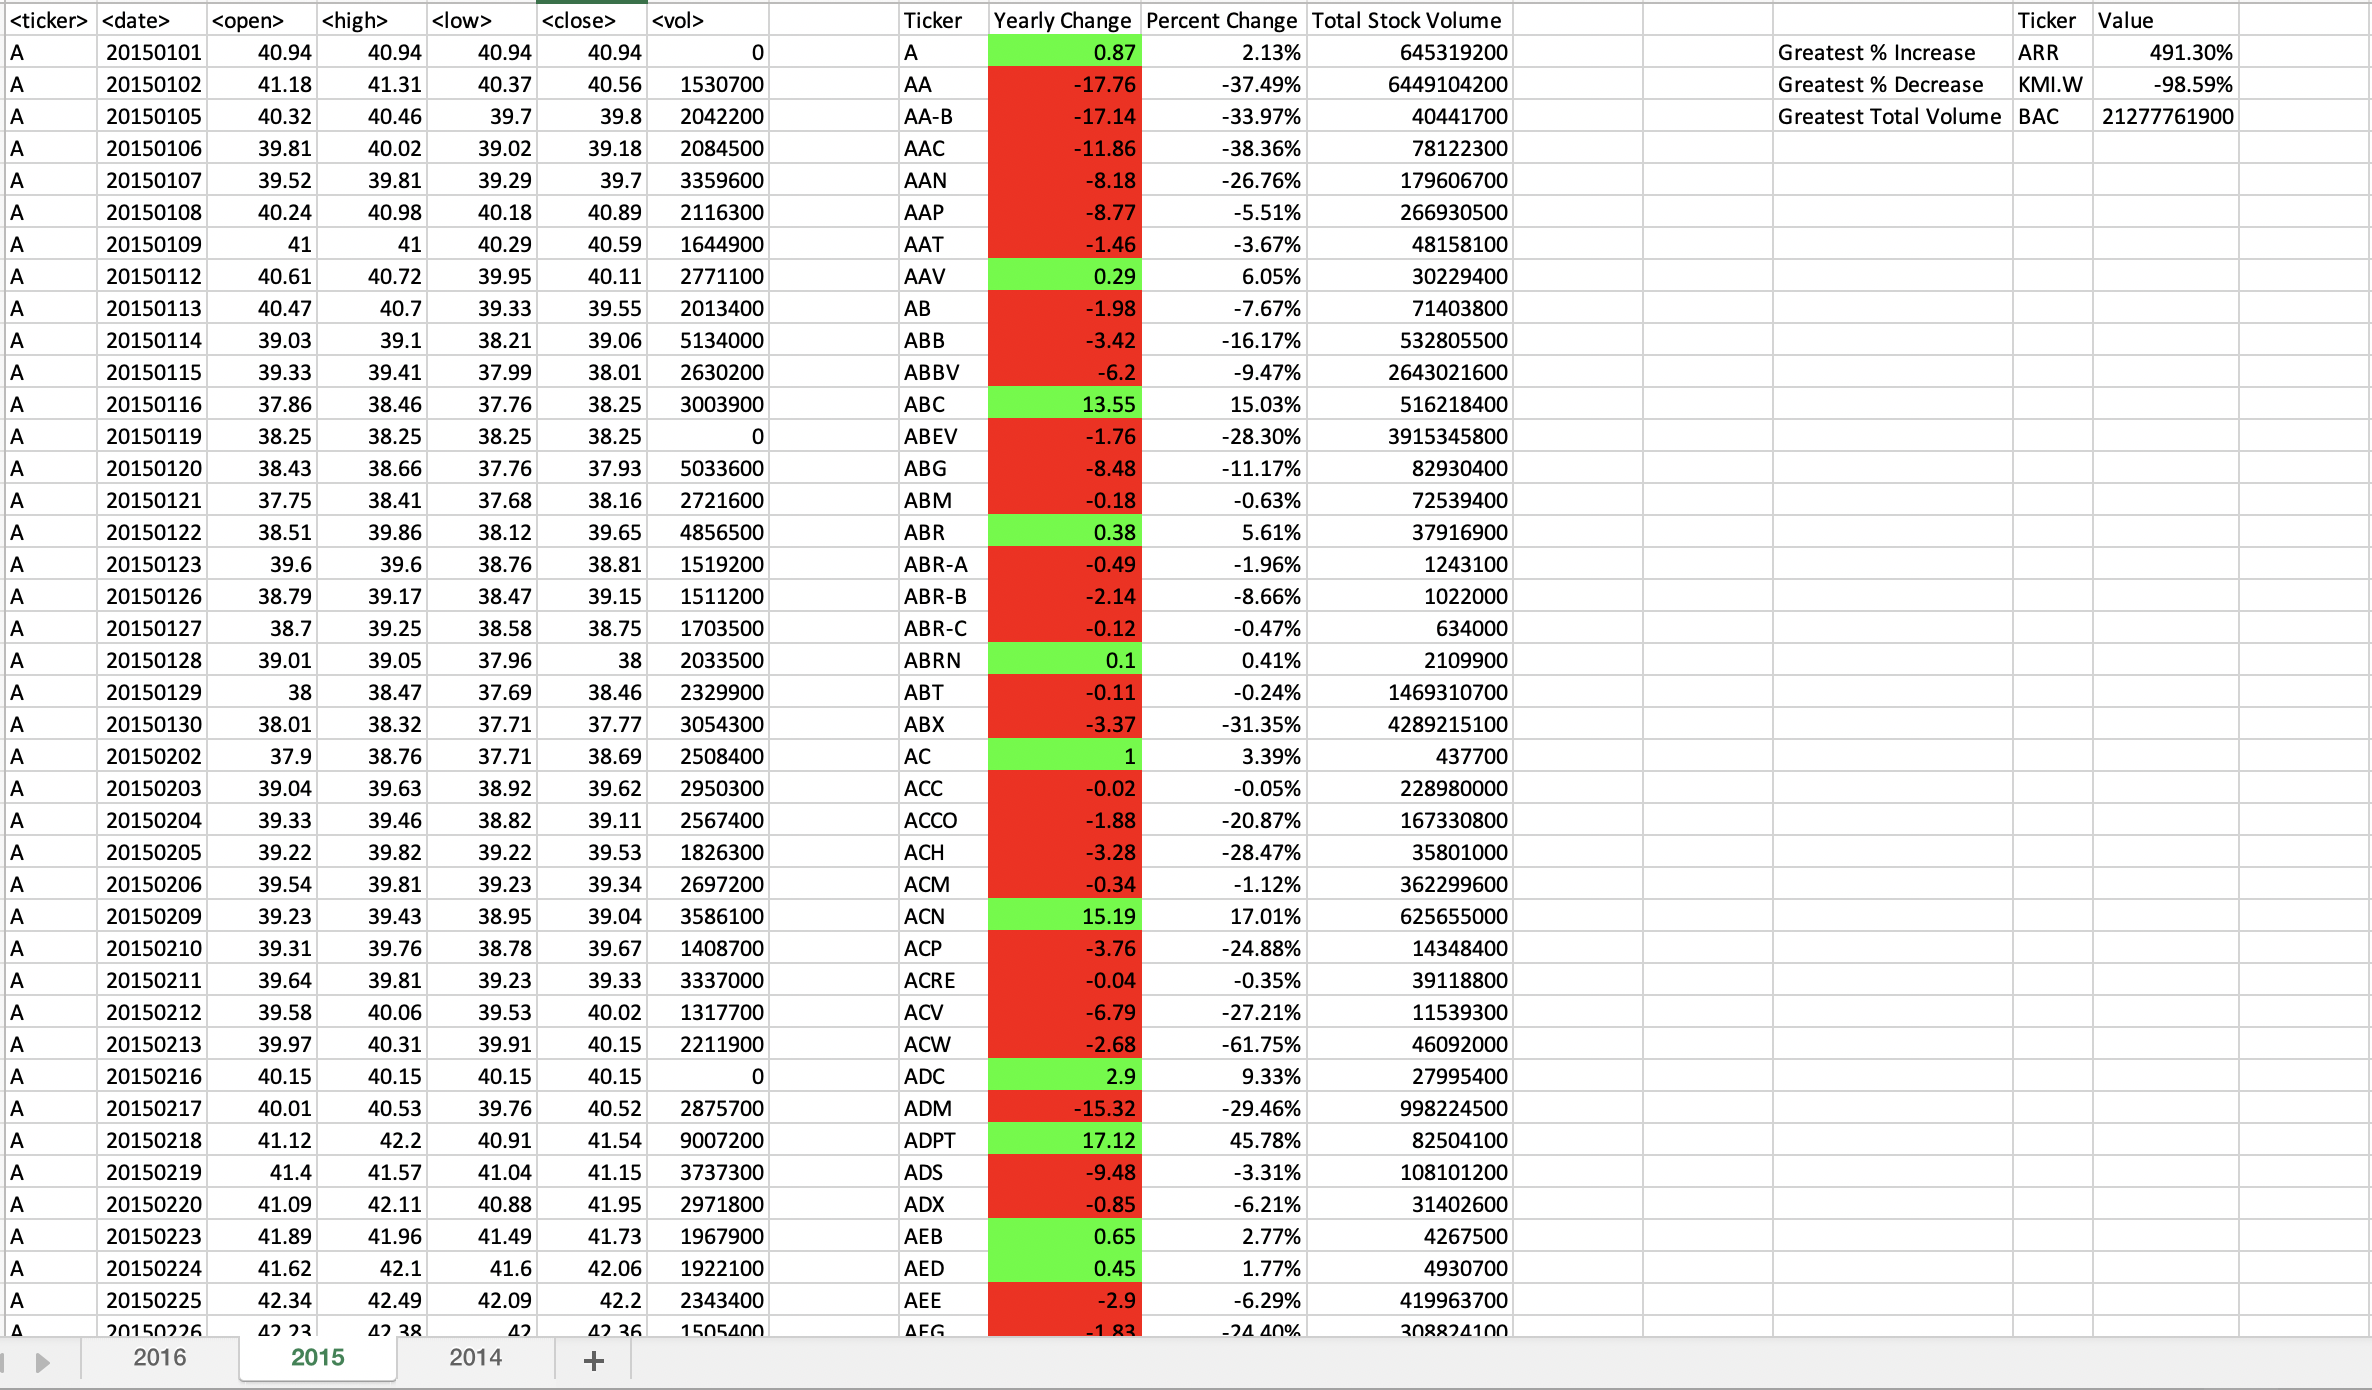 <ticker> <date> <open> <high> <low> <close> <vol> Ticker Yearly Change Percent Change Total Stock Volume Ticker Value
A 20150101 40.94 40.94 40.94 40.94 0 A 0.87 2.13% 645319200 Greatest % Increase ARR 491.30%
A 20150102 41.18 41.31 40.37 40.56 1530700 AA -17.76 -37.49% 6449104200 Greatest % Decrease KMI.W -98.59%
A 20150105 40.32 40.46 39.7 39.8 2042200 AA-B -17.14 -33.97% 40441700 Greatest Total Volume BAC 21277761900
A 20150106 39.81 40.02 39.02 39.18 2084500 AAC -11.86 -38.36% 78122300
A 20150107 39.52 39.81 39.29 39.7 3359600 AAN -8.18 -26.76% 179606700
A 20150108 40.24 40.98 40.18 40.89 2116300 AAP -8.77 -5.51% 266930500
A 20150109 41 41 40.29 40.59 1644900 AAT -1.46 -3.67% 48158100
A 20150112 40.61 40.72 39.95 40.11 2771100 AAV 0.29 6.05% 30229400
A 20150113 40.47 40.7 39.33 39.55 2013400 AB -1.98 -7.67% 71403800
A 20150114 39.03 39.1 38.21 39.06 5134000 ABB -3.42 -16.17% 532805500
A 20150115 39.33 39.41 37.99 38.01 2630200 ABBV -6.2 -9.47% 2643021600
A 20150116 37.86 38.46 37.76 38.25 3003900 ABC 13.55 15.03% 516218400
A 20150119 38.25 38.25 38.25 38.25 0 ABEV -1.76 -28.30% 3915345800
A 20150120 38.43 38.66 37.76 37.93 5033600 ABG -8.48 -11.17% 82930400
A 20150121 37.75 38.41 37.68 38.16 2721600 ABM -0.18 -0.63% 72539400
A 20150122 38.51 39.86 38.12 39.65 4856500 ABR 0.38 5.61% 37916900
A 20150123 39.6 39.6 38.76 38.81 1519200 ABR-A -0.49 -1.96% 1243100
A 20150126 38.79 39.17 38.47 39.15 1511200 ABR-B -2.14 -8.66% 1022000
A 20150127 38.7 39.25 38.58 38.75 1703500 ABR-C -0.12 -0.47% 634000
A 20150128 39.01 39.05 37.96 38 2033500 ABRN 0.1 0.41% 2109900
A 20150129 38 38.47 37.69 38.46 2329900 ABT -0.11 -0.24% 1469310700
A 20150130 38.01 38.32 37.71 37.77 3054300 ABX -3.37 -31.35% 4289215100
A 20150202 37.9 38.76 37.71 38.69 2508400 AC 1 3.39% 437700
A 20150203 39.04 39.63 38.92 39.62 2950300 ACC -0.02 -0.05% 228980000
A 20150204 39.33 39.46 38.82 39.11 2567400 ACCO -1.88 -20.87% 167330800
A 20150205 39.22 39.82 39.22 39.53 1826300 ACH -3.28 -28.47% 35801000
A 20150206 39.54 39.81 39.23 39.34 2697200 ACM -0.34 -1.12% 362299600
A 20150209 39.23 39.43 38.95 39.04 3586100 ACN 15.19 17.01% 625655000
A 20150210 39.31 39.76 38.78 39.67 1408700 ACP -3.76 -24.88% 14348400
A 20150211 39.64 39.81 39.23 39.33 3337000 ACRE -0.04 -0.35% 39118800
A 20150212 39.58 40.06 39.53 40.02 1317700 ACV -6.79 -27.21% 11539300
A 20150213 39.97 40.31 39.91 40.15 2211900 ACW -2.68 -61.75% 46092000
A 20150216 40.15 40.15 40.15 40.15 0 ADC 2.9 9.33% 27995400
A 20150217 40.01 40.53 39.76 40.52 2875700 ADM -15.32 -29.46% 998224500
A 20150218 41.12 42.2 40.91 41.54 9007200 ADPT 17.12 45.78% 82504100
A 20150219 41.4 41.57 41.04 41.15 3737300 ADS -9.48 -3.31% 108101200
A 20150220 41.09 42.11 40.88 41.95 2971800 ADX -0.85 -6.21% 31402600
A 20150223 41.89 41.96 41.49 41.73 1967900 AEB 0.65 2.77% 4267500
A 20150224 41.62 42.1 41.6 42.06 1922100 AED 0.45 1.77% 4930700
A 20150225 42.34 42.49 42.09 42.2 2343400 AEE -2.9 -6.29% 419963700
A 20150226 42.23 42.38 42 42.36 1505400 AEG -1.83 -24.40% 308824100
2016 2015 2014 +